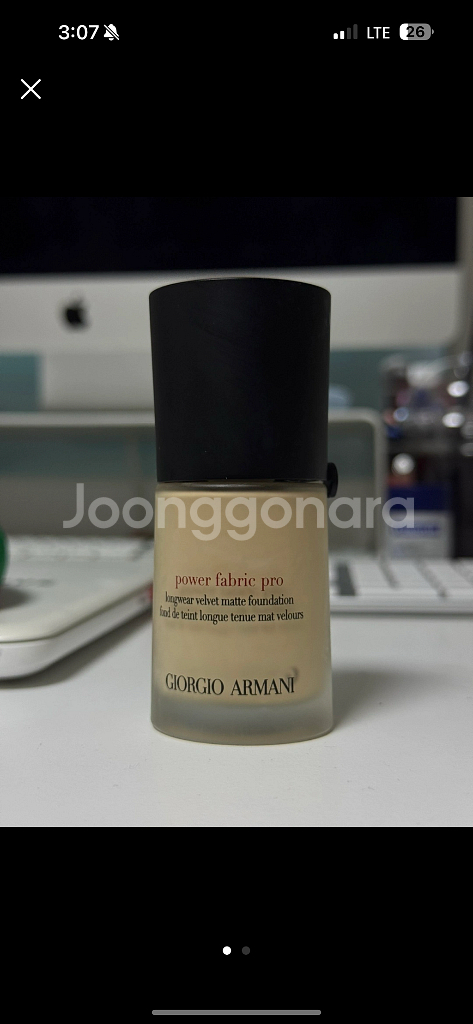 3:07
LTE
26
Joonggonara
power fabric pro
longwear velvet matte foundation
fond de teint longue tenue mat velours
GIORGIO ARMANI